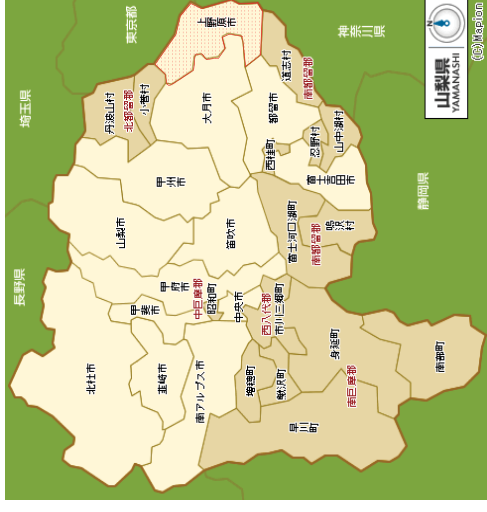 山梨県
YAMANASHI
(C)Mapion
埼玉県
東京都
神奈川県
長野県
静岡県
上野原市
丹波山村
北都留郡
小菅村
大月市
道志村
南都留郡
都留市
西桂町
忍野村
山中湖村
富士吉田市
甲州市
山梨市
笛吹市
富士河口湖町
鳴沢村
南都留郡
甲府市
甲斐市
中巨摩郡
昭和町
中央市
西八代郡
市川三郷町
北杜市
韮崎市
南アルプス市
増穂町
鰍沢町
身延町
南巨摩郡
早川町
南部町